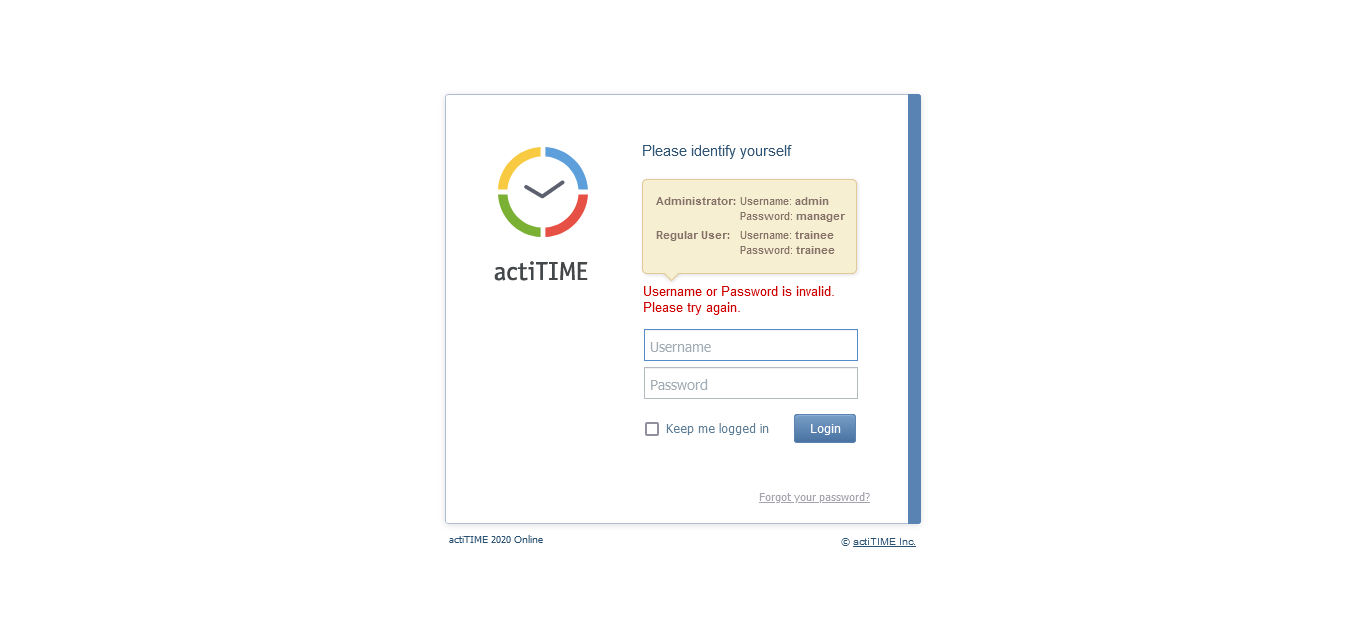 actiTIME
Please identify yourself
Administrator: Username: admin
Password: manager
Regular User: Username: trainee
Password: trainee
Username or Password is invalid.
Please try again.
Username
Password
Keep me logged in
Login
Forgot your password?
actiTIME 2020 Online
© actiTIME Inc.